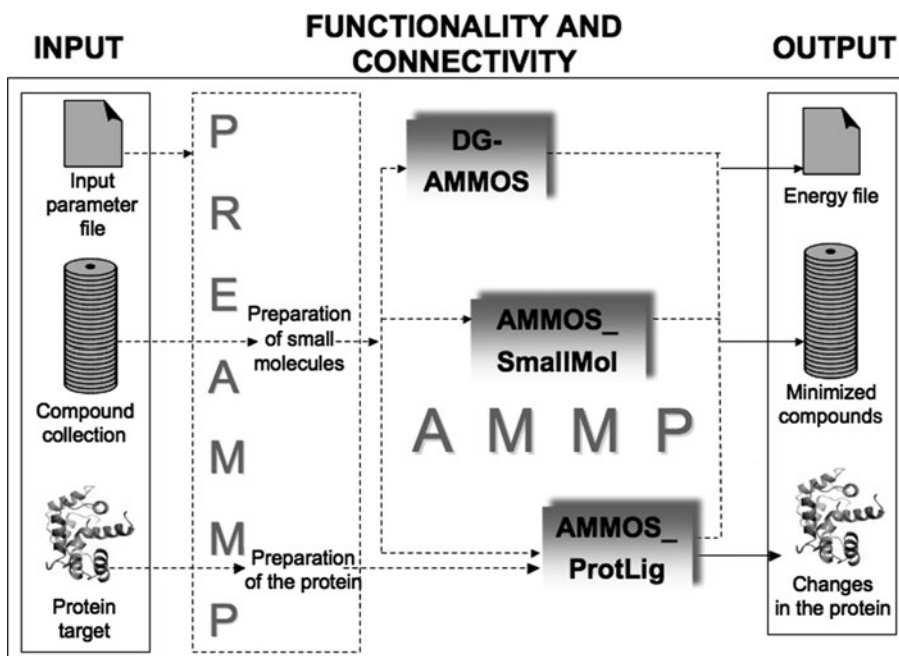 INPUT
FUNCTIONALITY AND
CONNECTIVITY
OUTPUT
Input
parameter
file
Compound
collection
Protein
target
P
R
E
A
M
M
P
Preparation
of small
molecules
Preparation
of the protein
DG-
AMMOS
AMMOS_
SmallMol
A M M P
AMMOS_
ProtLig
Energy file
Minimized
compounds
Changes
in the protein